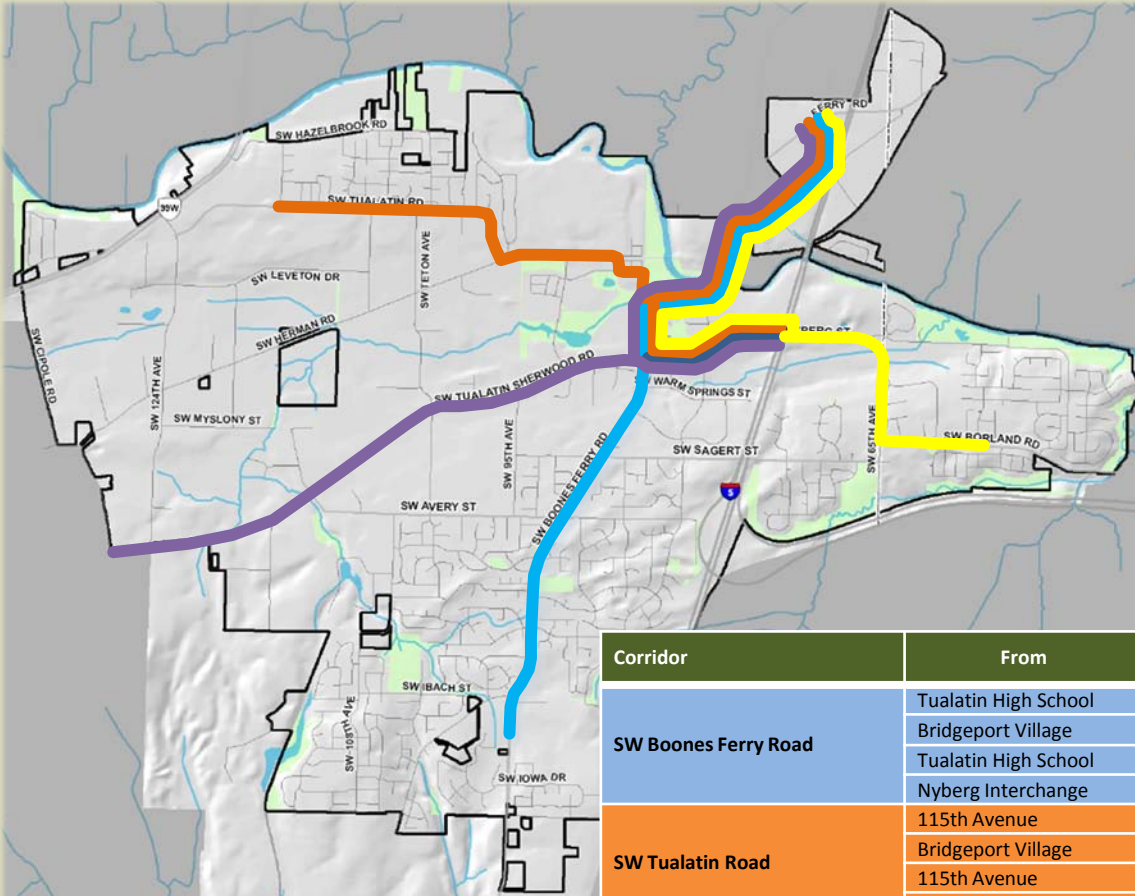 FERRY RD
SW HAZELBROOK RD
99W
SW TUALATIN RD
SW TETON AVE
SW LEVETON DR
SW HERMAN RD
SW CIPOLE RD
SW 124TH AVE
SW TUALATIN SHERWOOD RD
WARM SPRINGS ST
SW MYSLONY ST
SW 95TH AVE
SW BOONES FERRY RD
SW SAGERT ST
SW 65TH AVE
SW BORLAND RD
5
SW AVERY ST
SW IBACH ST
SW 108TH AVE
SW IOWA DR
Corridor From
SW Boones Ferry Road
Tualatin High School
Bridgeport Village
Tualatin High School
Nyberg Interchange
SW Tualatin Road
115th Avenue
Bridgeport Village
115th Avenue